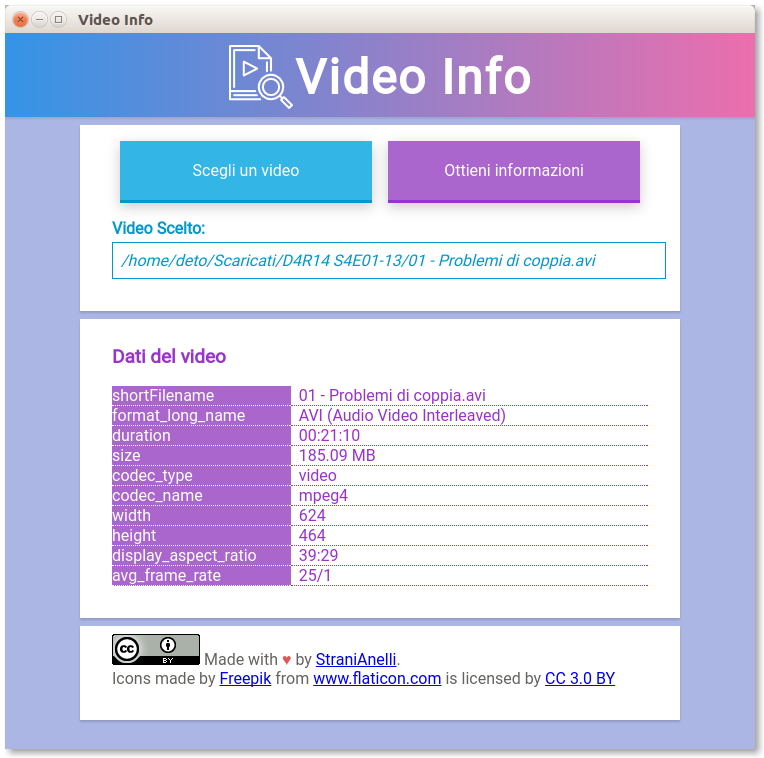 Video Info
Video Info
Scegli un video
Ottieni informazioni
Video Scelto:
/home/deto/Scaricati/D4R14 S4E01-13/01 - Problemi di coppia.avi
Dati del video
shortFilename 01 - Problemi di coppia.avi
format_long_name AVI (Audio Video Interleaved)
duration 00:21:10
size 185.09 MB
codec_type video
codec_name mpeg4
width 624
height 464
display_aspect_ratio 39:29
avg_frame_rate 25/1
cc BY Made with ♥ by StraniAnelli.
Icons made by Freepik from www.flaticon.com is licensed by CC 3.0 BY